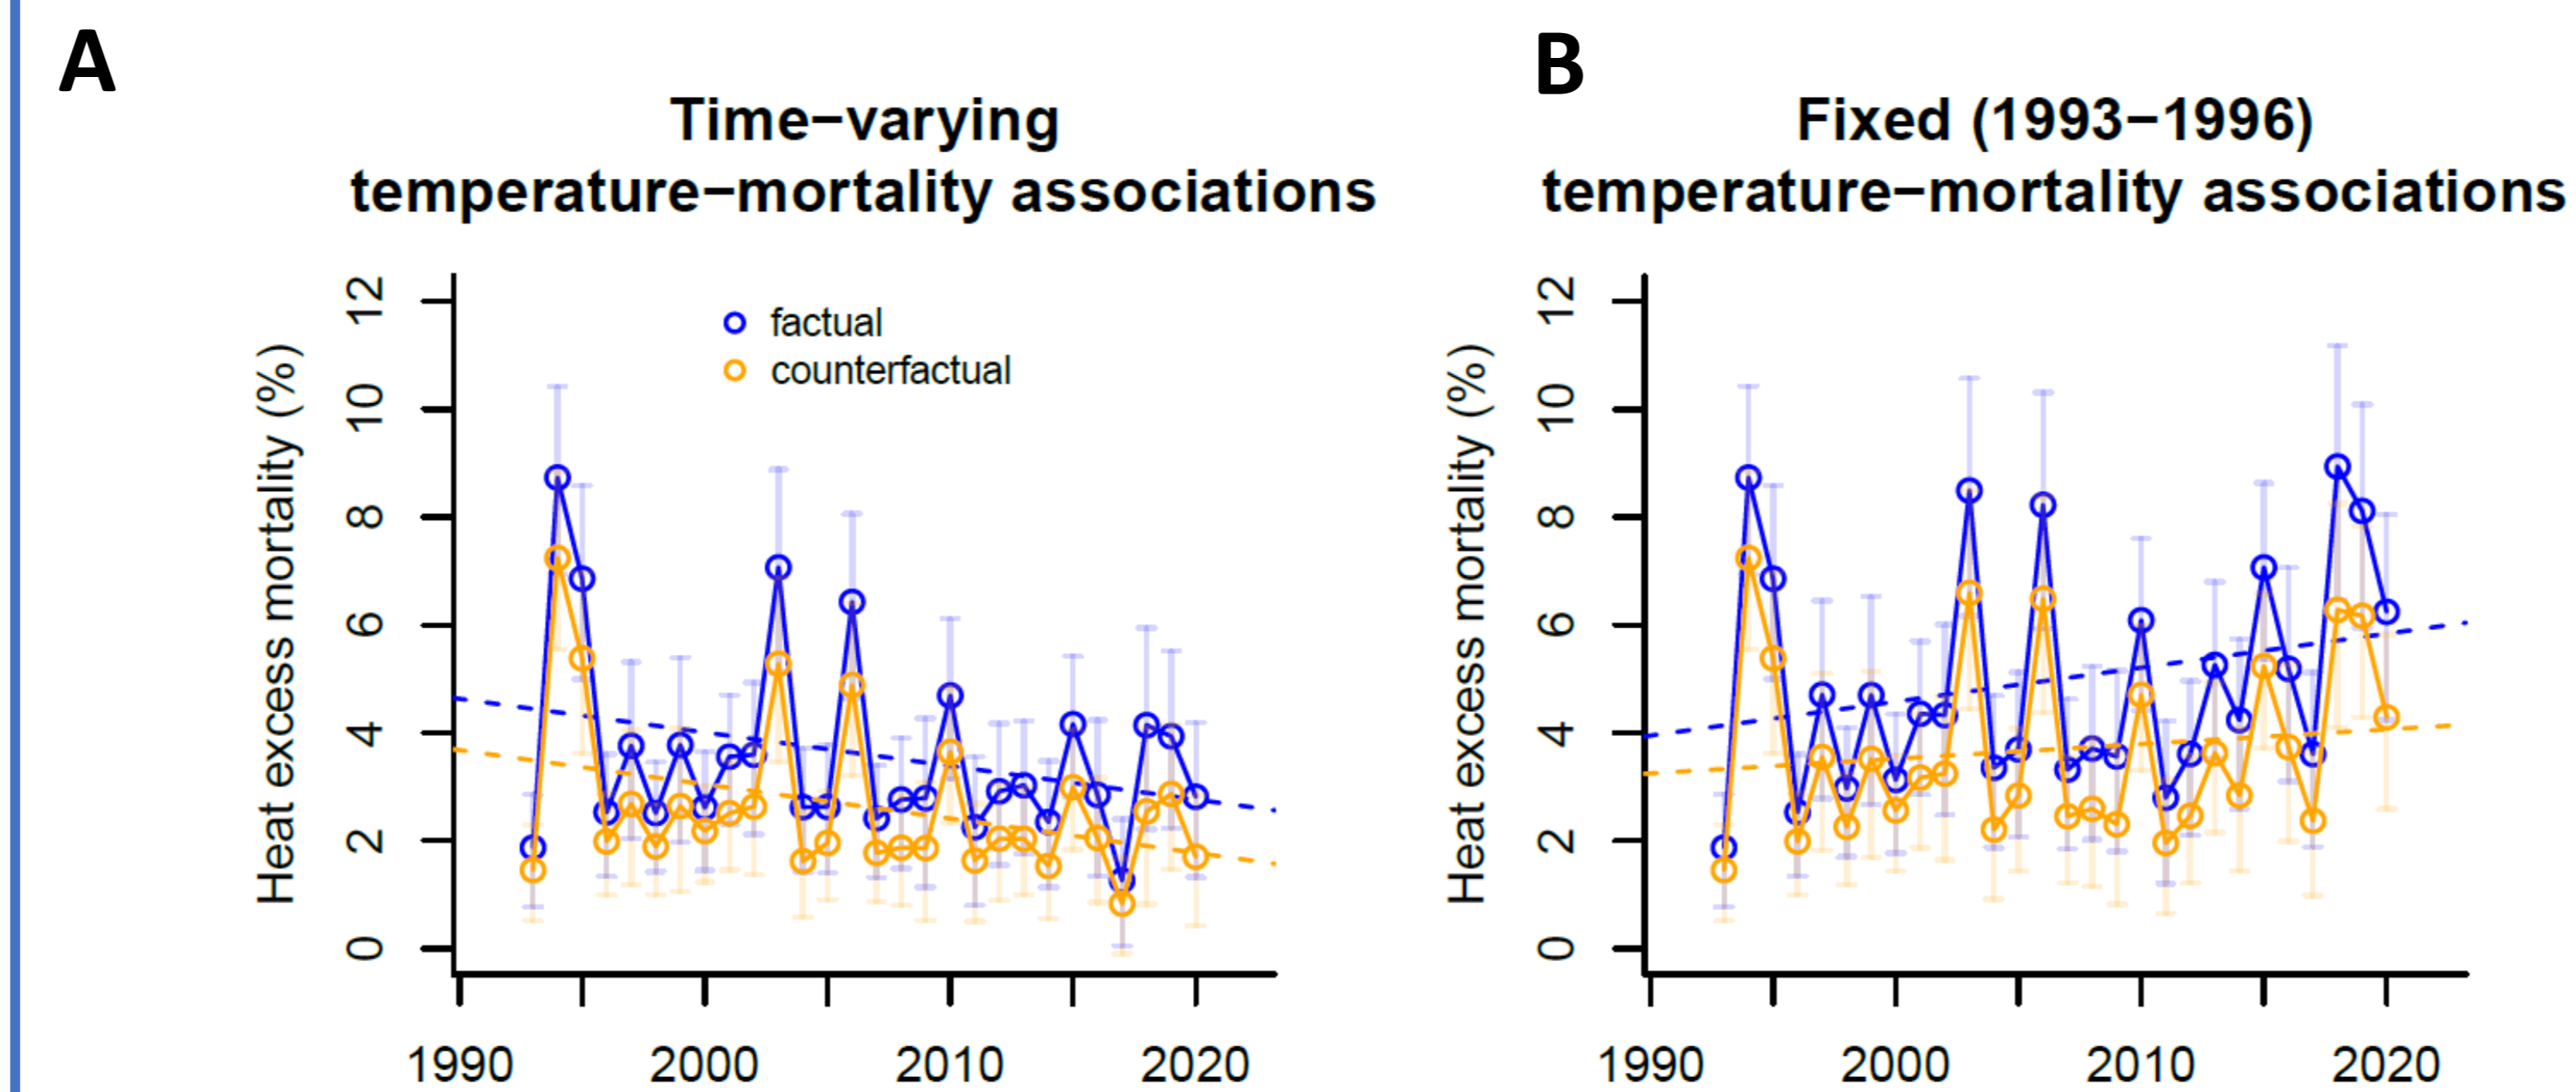 A
Time−varying
temperature−mortality associations
Heat excess mortality (%)
12
10
8
6
4
2
0
factual
counterfactual
1990 2000 2010 2020
B
Fixed (1993−1996)
temperature−mortality associations
Heat excess mortality (%)
12
10
8
6
4
2
0
1990 2000 2010 2020